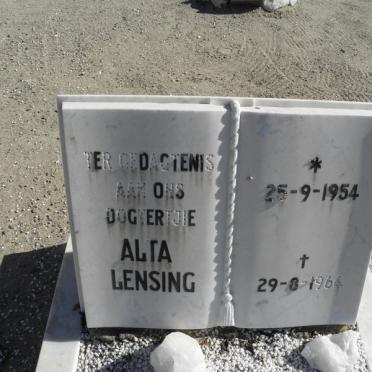 TER GEDAGTENIS
AAN ONS
DOGTERTJIE
ALTA
LENSING
*
25-9-1954
†
29-8-1964